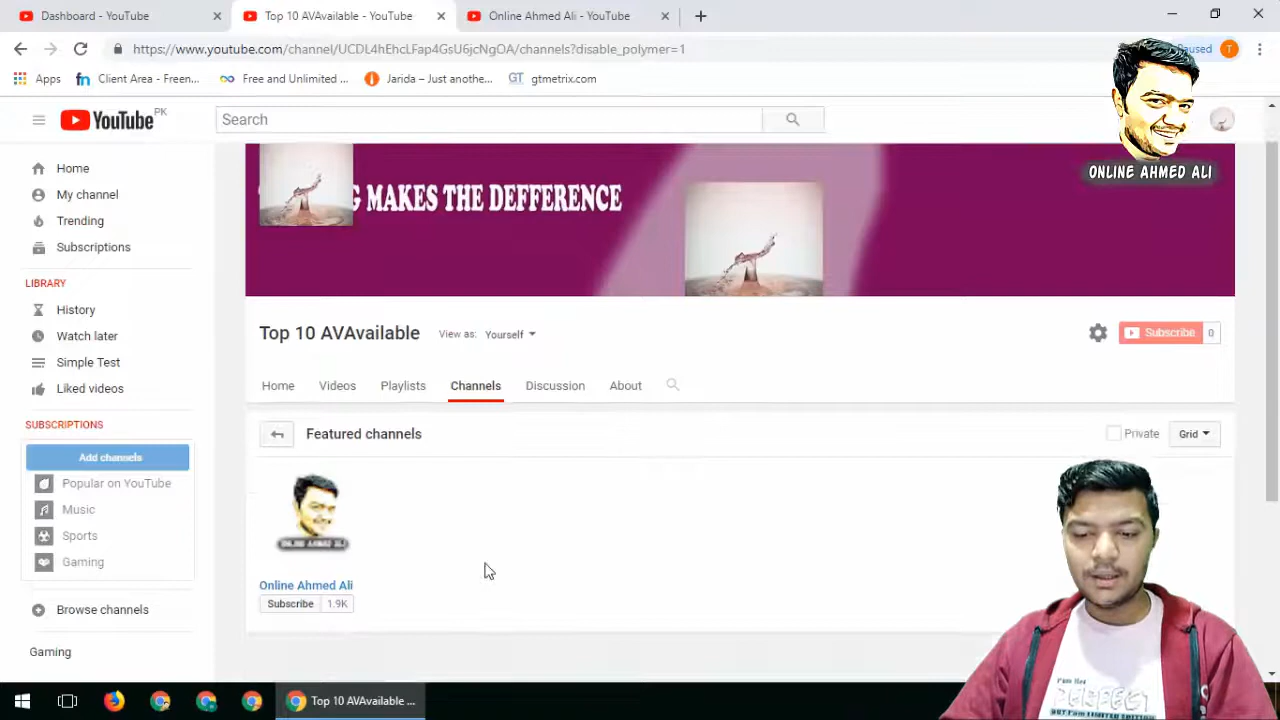 Dashboard - YouTube
Top 10 AVAvailable - YouTube
Online Ahmed Ali - YouTube
https://www.youtube.com/channel/UCDL4hEhcLFap4GsU6jcNgOA/channels?disable_polymer=1
Paused
T
Apps
Client Area - Freen...
Free and Unlimited ...
Jarida – Just anothe...
GT
gtmetrix.com
YouTube PK
Search
ONLINE AHMED ALI
Home
My channel
Trending
Subscriptions
LIBRARY
History
Watch later
Simple Test
Liked videos
SUBSCRIPTIONS
Add channels
Popular on YouTube
Music
Sports
Gaming
Browse channels
Gaming
G MAKES THE DEFFERENCE
Top 10 AVAvailable
View as: Yourself
Subscribe 0
Home Videos Playlists Channels Discussion About
Featured channels
Private
Grid
ONLINE AHMED ALI
Online Ahmed Ali
Subscribe 1.9K
PERFECT
Top 10 AVAvailable ...